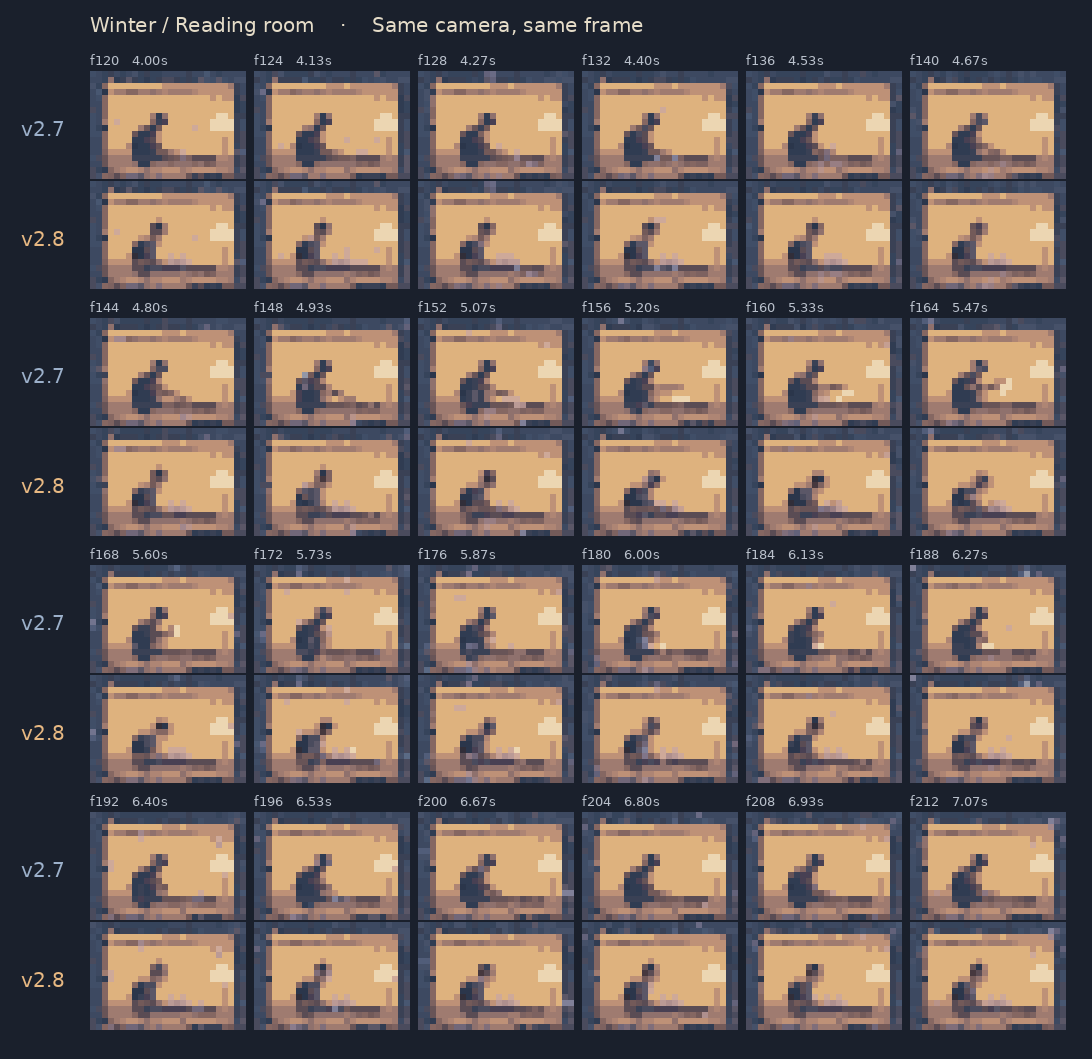 Winter / Reading room · Same camera, same frame
f120 4.00s f124 4.13s f128 4.27s f132 4.40s f136 4.53s f140 4.67s
v2.7
v2.8
f144 4.80s f148 4.93s f152 5.07s f156 5.20s f160 5.33s f164 5.47s
v2.7
v2.8
f168 5.60s f172 5.73s f176 5.87s f180 6.00s f184 6.13s f188 6.27s
v2.7
v2.8
f192 6.40s f196 6.53s f200 6.67s f204 6.80s f208 6.93s f212 7.07s
v2.7
v2.8